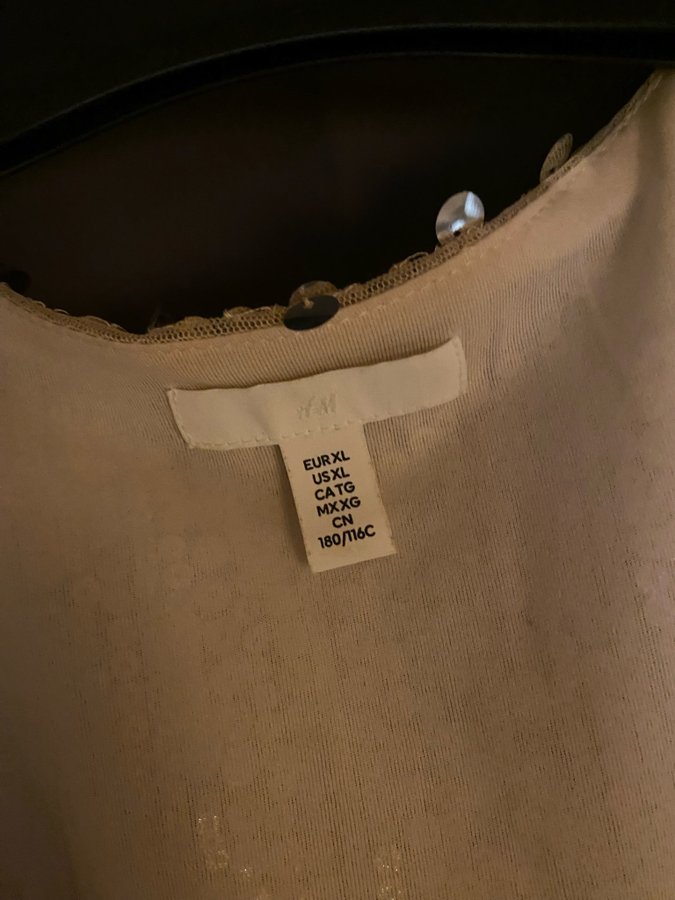 H&M
EUR XL
US XL
CA TG
MX XG
CN
180/116C